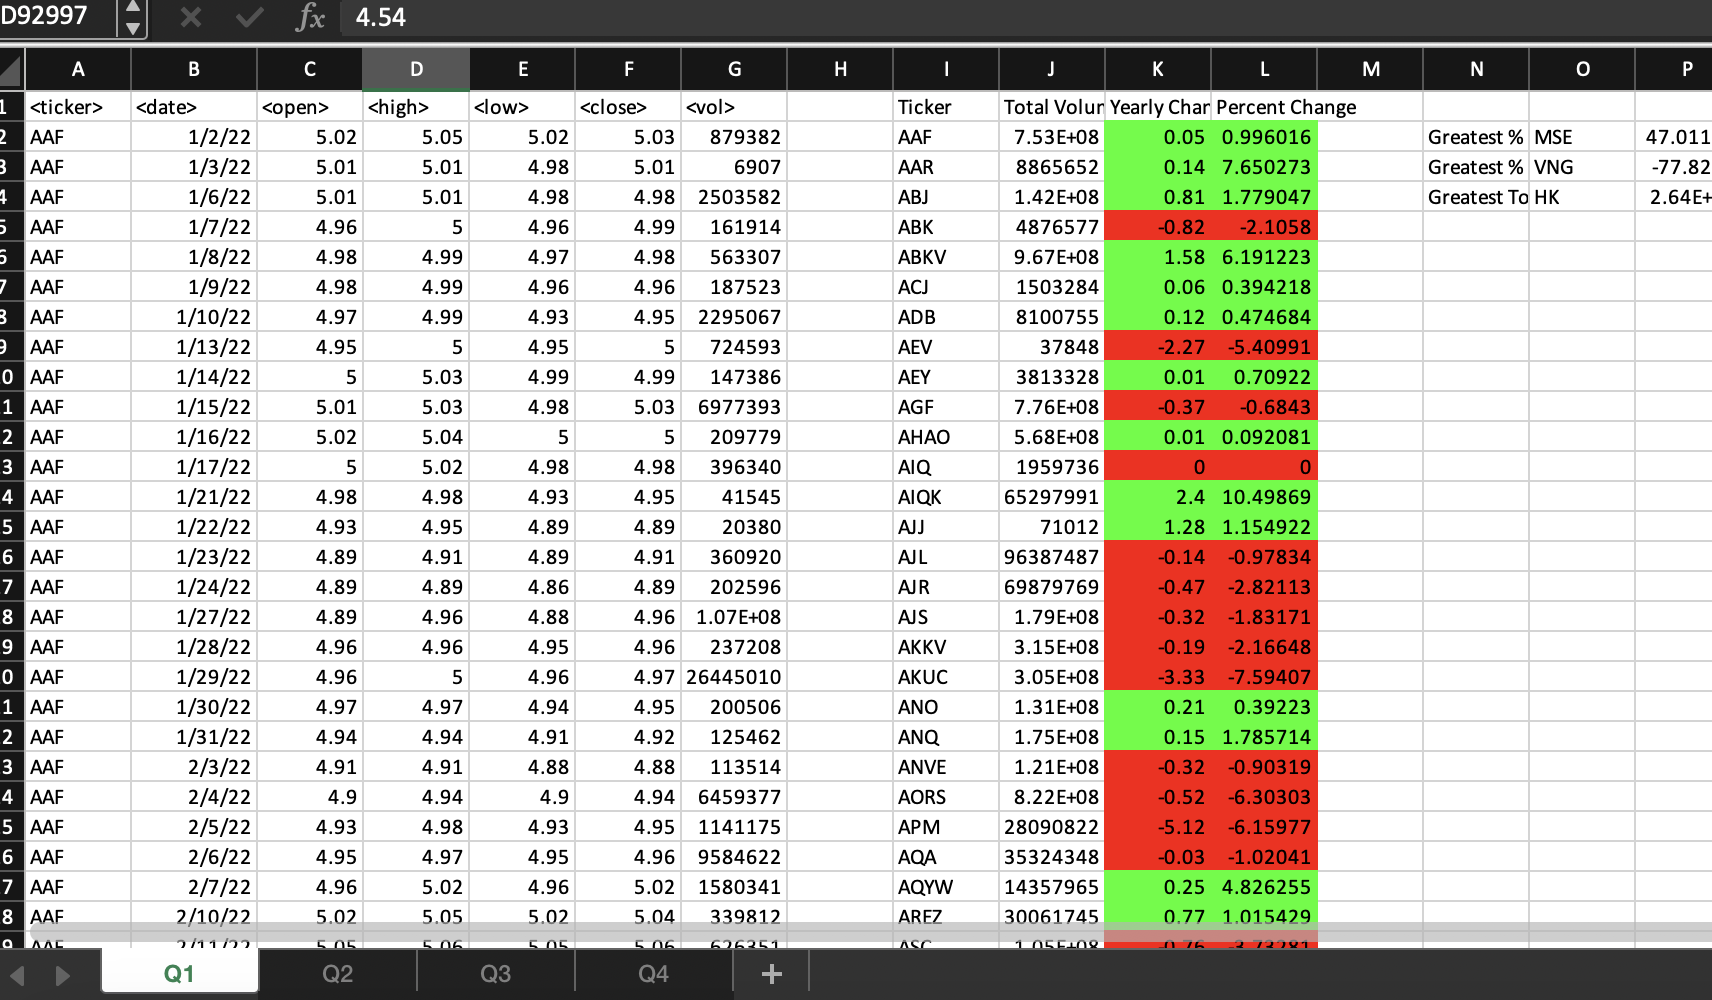 D92997 fx 4.54
A B C D E F G H I J K L M N O P
1 <ticker> <date> <open> <high> <low> <close> <vol> Ticker Total Volur Yearly Char Percent Change
2 AAF 1/2/22 5.02 5.05 5.02 5.03 879382 AAF 7.53E+08 0.05 0.996016 Greatest % MSE 47.011
3 AAF 1/3/22 5.01 5.01 4.98 5.01 6907 AAR 8865652 0.14 7.650273 Greatest % VNG -77.82
4 AAF 1/6/22 5.01 5.01 4.98 4.98 2503582 ABJ 1.42E+08 0.81 1.779047 Greatest To HK 2.64E+
5 AAF 1/7/22 4.96 5 4.96 4.99 161914 ABK 4876577 -0.82 -2.1058
6 AAF 1/8/22 4.98 4.99 4.97 4.98 563307 ABKV 9.67E+08 1.58 6.191223
7 AAF 1/9/22 4.98 4.99 4.96 4.96 187523 ACJ 1503284 0.06 0.394218
8 AAF 1/10/22 4.97 4.99 4.93 4.95 2295067 ADB 8100755 0.12 0.474684
9 AAF 1/13/22 4.95 5 4.95 5 724593 AEV 37848 -2.27 -5.40991
0 AAF 1/14/22 5 5.03 4.99 4.99 147386 AEY 3813328 0.01 0.70922
1 AAF 1/15/22 5.01 5.03 4.98 5.03 6977393 AGF 7.76E+08 -0.37 -0.6843
2 AAF 1/16/22 5.02 5.04 5 5 209779 AHAO 5.68E+08 0.01 0.092081
3 AAF 1/17/22 5 5.02 4.98 4.98 396340 AIQ 1959736 0 0
4 AAF 1/21/22 4.98 4.98 4.93 4.95 41545 AIQK 65297991 2.4 10.49869
5 AAF 1/22/22 4.93 4.95 4.89 4.89 20380 AJJ 71012 1.28 1.154922
6 AAF 1/23/22 4.89 4.91 4.89 4.91 360920 AJL 96387487 -0.14 -0.97834
7 AAF 1/24/22 4.89 4.89 4.86 4.89 202596 AJR 69879769 -0.47 -2.82113
8 AAF 1/27/22 4.89 4.96 4.88 4.96 1.07E+08 AJS 1.79E+08 -0.32 -1.83171
9 AAF 1/28/22 4.96 4.96 4.95 4.96 237208 AKKV 3.15E+08 -0.19 -2.16648
0 AAF 1/29/22 4.96 5 4.96 4.97 26445010 AKUC 3.05E+08 -3.33 -7.59407
1 AAF 1/30/22 4.97 4.97 4.94 4.95 200506 ANO 1.31E+08 0.21 0.39223
2 AAF 1/31/22 4.94 4.94 4.91 4.92 125462 ANQ 1.75E+08 0.15 1.785714
3 AAF 2/3/22 4.91 4.91 4.88 4.88 113514 ANVE 1.21E+08 -0.32 -0.90319
4 AAF 2/4/22 4.9 4.94 4.9 4.94 6459377 AORS 8.22E+08 -0.52 -6.30303
5 AAF 2/5/22 4.93 4.98 4.93 4.95 1141175 APM 28090822 -5.12 -6.15977
6 AAF 2/6/22 4.95 4.97 4.95 4.96 9584622 AQA 35324348 -0.03 -1.02041
7 AAF 2/7/22 4.96 5.02 4.96 5.02 1580341 AQYW 14357965 0.25 4.826255
8 AAF 2/10/22 5.02 5.05 5.02 5.04 339812 AREZ 30061745 0.77 1.015429
9 AAF 2/11/22 5.05 5.06 5.05 5.06 626351 ASC 1.05E+08 -0.76 -3.73281
Q1 Q2 Q3 Q4 +